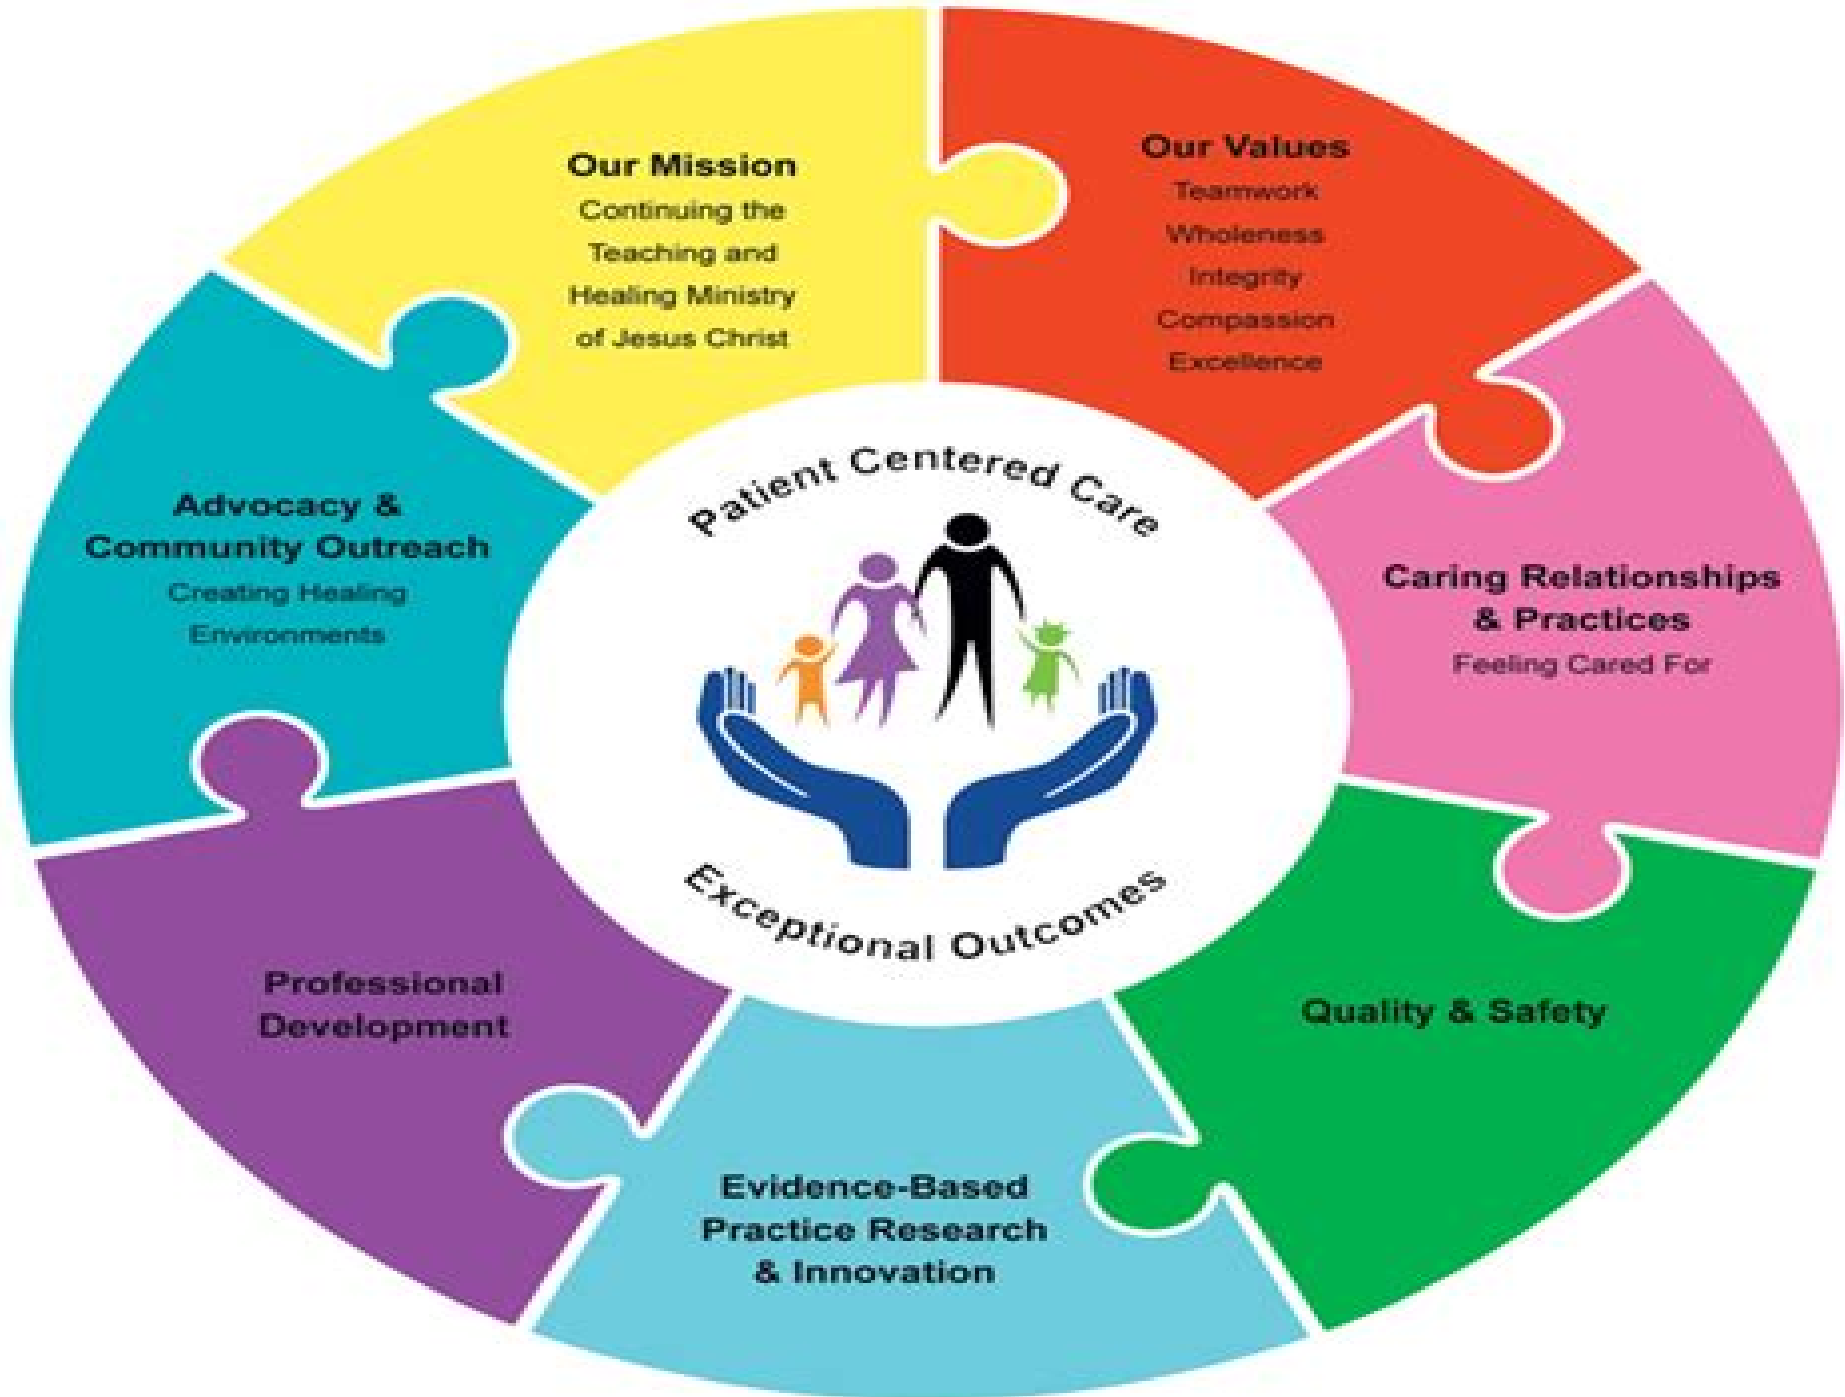 Our Mission
Continuing the
Teaching and
Healing Ministry
of Jesus Christ
Our Values
Teamwork
Wholeness
Integrity
Compassion
Excellence
Caring Relationships
& Practices
Feeling Cared For
Quality & Safety
Evidence-Based
Practice Research
& Innovation
Professional
Development
Advocacy &
Community Outreach
Creating Healing
Environments
Patient Centered Care
Exceptional Outcomes